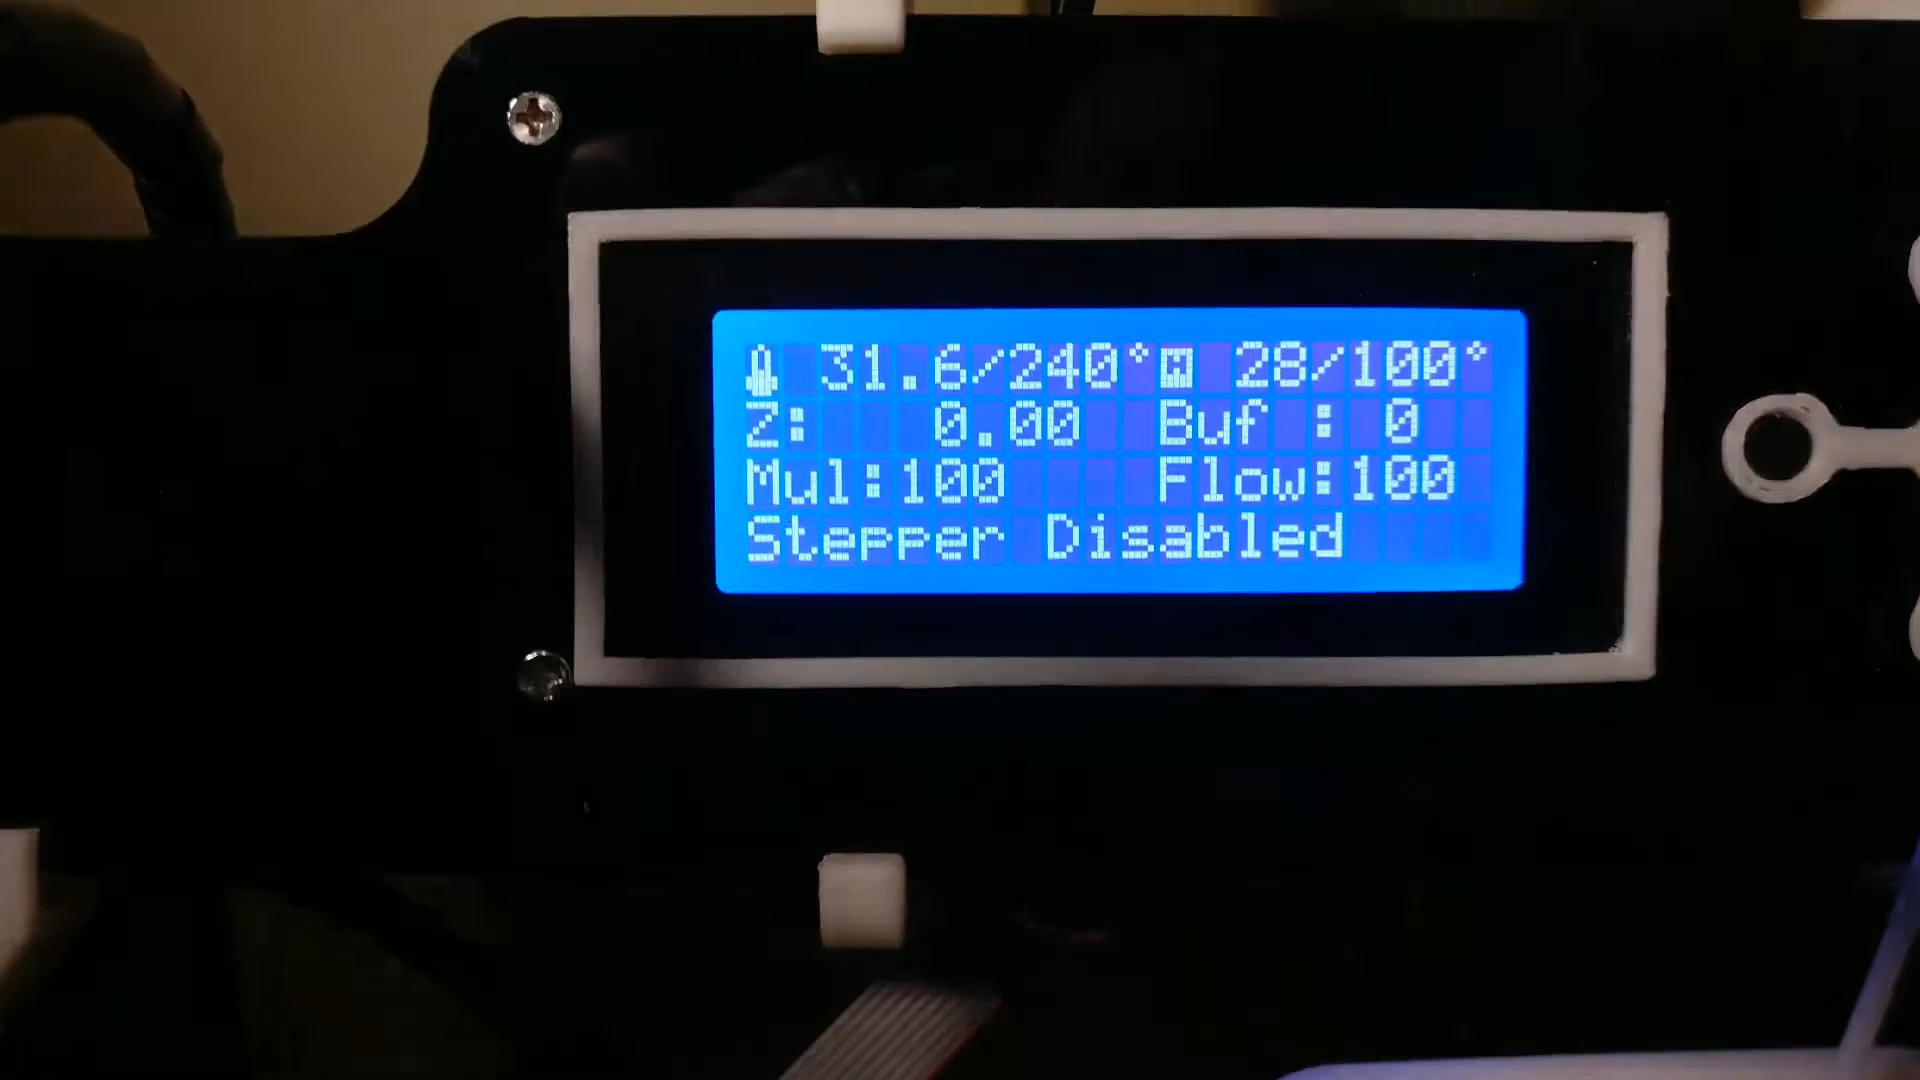 31.6/240° 28/100°
Z: 0.00 Buf : 0
Mul:100 Flow:100
Stepper Disabled